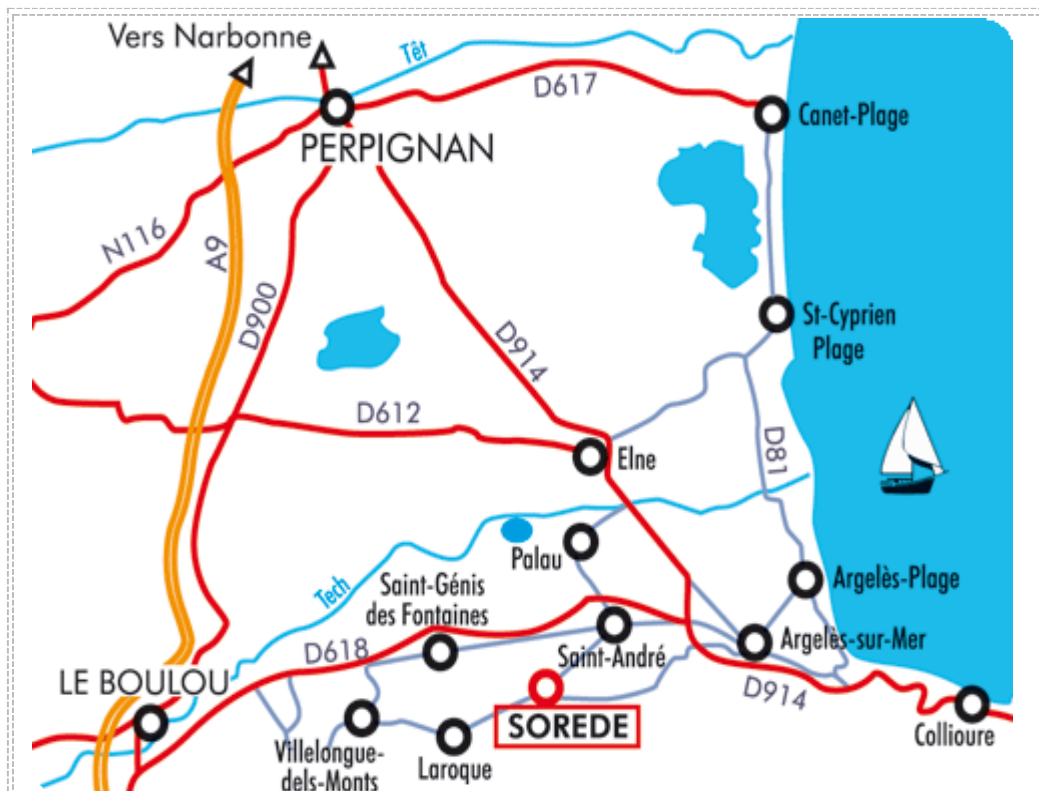 Vers Narbonne
Têt
D617
Canet-Plage
PERPIGNAN
N116
A9
D900
St-Cyprien
Plage
D914
D612
D81
Elne
Palau
Tech
Saint-Génis
des Fontaines
Argelès-Plage
D618
Saint-André
Argelès-sur-Mer
LE BOULOU
D914
SOREDE
Collioure
Villelongue-
dels-Monts
Laroque